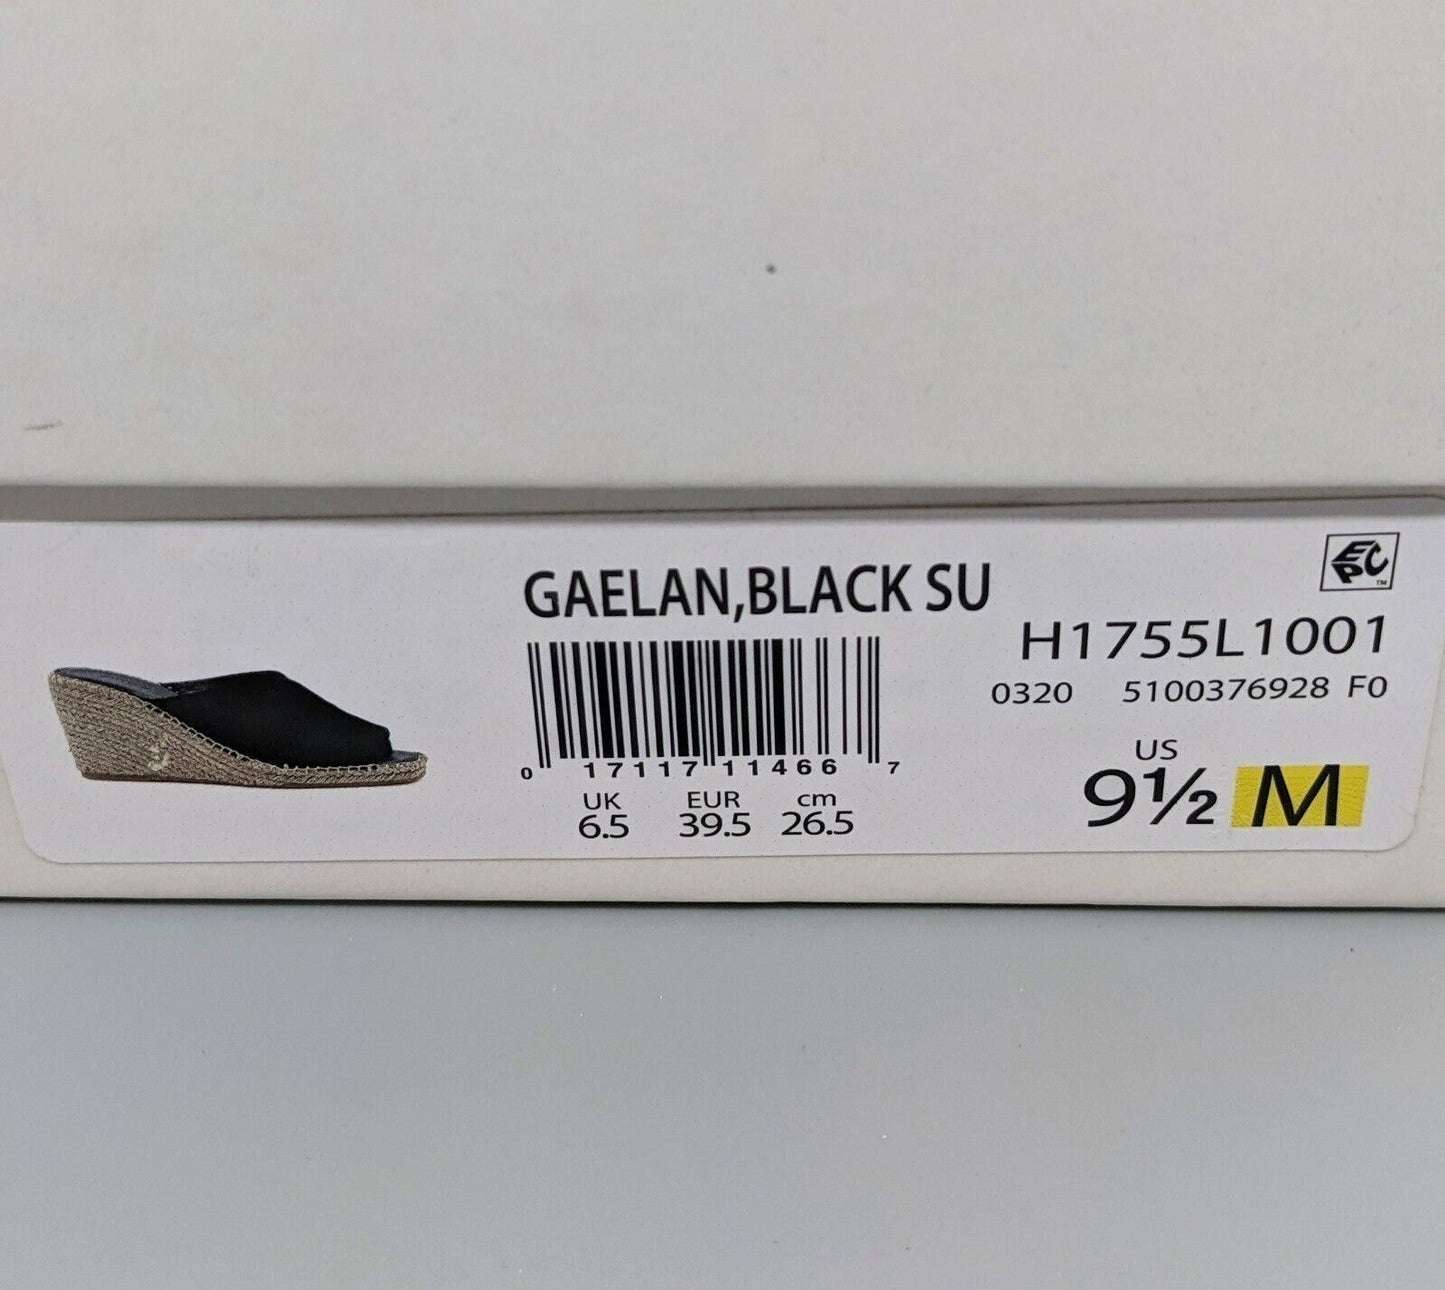 GAELAN,BLACK SU
EPC™
H1755L1001
0320 5100376928 F0
0 17117 11466 7
UK EUR cm
6.5 39.5 26.5
US
9½ M